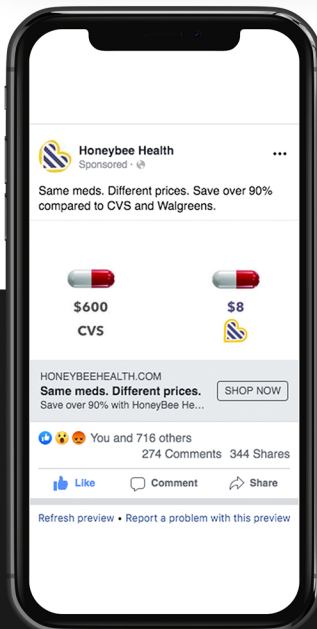 Honeybee Health
Sponsored ·
Same meds. Different prices. Save over 90%
compared to CVS and Walgreens.
$600
CVS
$8
HONEYBEEHEALTH.COM
Same meds. Different prices.
Save over 90% with HoneyBee He...
SHOP NOW
You and 716 others
274 Comments 344 Shares
Like
Comment
Share
Refresh preview • Report a problem with this preview